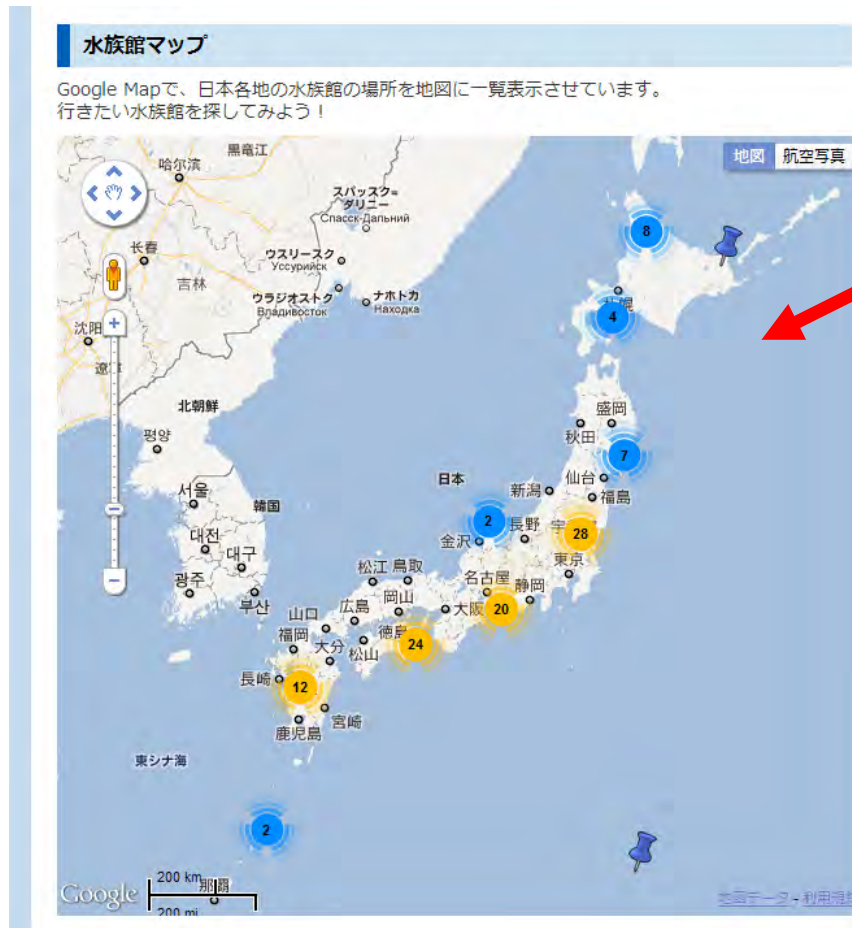 水族館マップ
Google Mapで、日本各地の水族館の場所を地図に一覧表示させています。
行きたい水族館を探してみよう！
地図 航空写真
黒竜江
哈尔滨
スパッスク=
ダリニー
Спасск-Дальний
8
长春
ウスリースク
Уссурийск
吉林
ウラジオストク
Владивосток
ナホトカ
Находка
4
沈阳
+
北朝鮮
평양
盛岡
秋田
7
日本
仙台
서울
新潟
福島
韓国
2
長野
28
金沢
대전
대구
東京
松江
鳥取
名古屋
静岡
광주
부산
岡山
広島
山口
大阪
20
福岡
24
大分
松山
長崎
12
宮崎
鹿児島
東シナ海
2
200 km
那覇
Google
200 mi
地図データ -